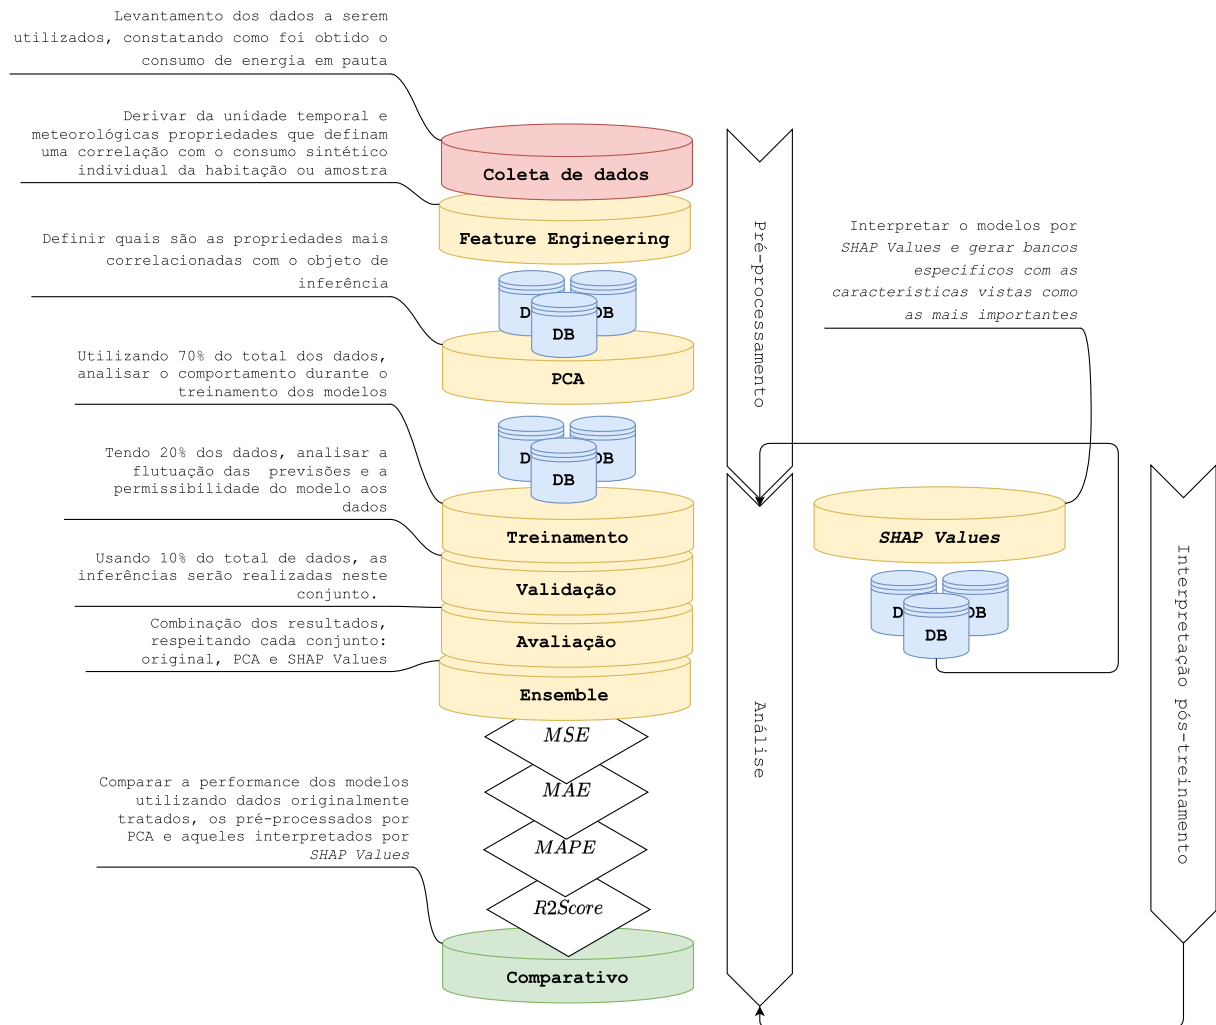 Levantamento dos dados a serem
utilizados, constatando como foi obtido o
consumo de energia em pauta
Derivar da unidade temporal e
meteorológicas propriedades que definam
uma correlação com o consumo sintético
individual da habitação ou amostra
Coleta de dados
Feature Engineering
Definir quais são as propriedades mais
correlacionadas com o objeto de
inferência
DB
DB
DB
PCA
Utilizando 70% do total dos dados,
analisar o comportamento durante o
treinamento dos modelos
DB
DB
DB
Tendo 20% dos dados, analisar a
flutuação das  previsões e a
permissibilidade do modelo aos
dados
Treinamento
Usando 10% do total de dados, as
inferências serão realizadas neste
conjunto.
Validação
Combinação dos resultados,
respeitando cada conjunto:
original, PCA e SHAP Values
Avaliação
Ensemble
MSE
MAE
MAPE
R2Score
Comparar a performance dos modelos
utilizando dados originalmente
tratados, os pré-processados por
PCA e aqueles interpretados por
SHAP Values
Comparativo
Pré-processamento
Análise
Interpretar o modelos por
SHAP Values e gerar bancos
específicos com as
características vistas como
as mais importantes
SHAP Values
DB
DB
DB
Interpretação pós-treinamento